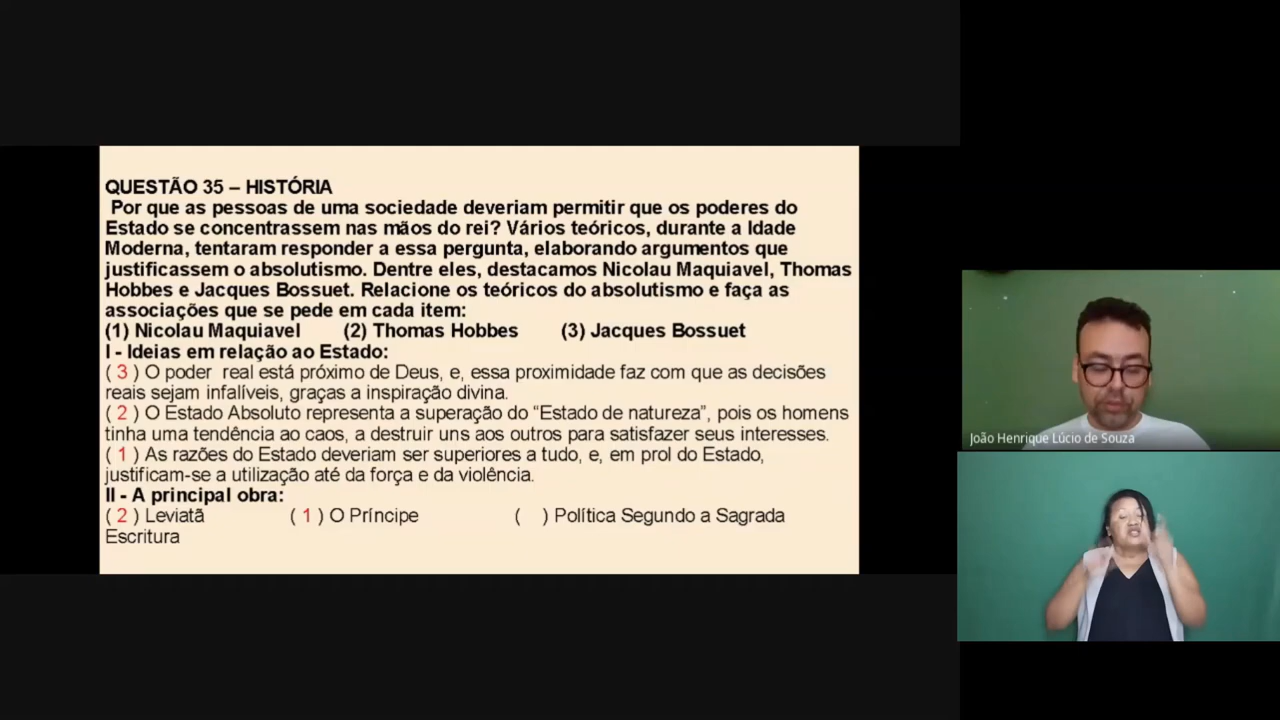 QUESTÃO 35 – HISTÓRIA
Por que as pessoas de uma sociedade deveriam permitir que os poderes do
Estado se concentrassem nas mãos do rei? Vários teóricos, durante a Idade
Moderna, tentaram responder a essa pergunta, elaborando argumentos que
justificassem o absolutismo. Dentre eles, destacamos Nicolau Maquiavel, Thomas
Hobbes e Jacques Bossuet. Relacione os teóricos do absolutismo e faça as
associações que se pede em cada item:
(1) Nicolau Maquiavel (2) Thomas Hobbes (3) Jacques Bossuet
I - Ideias em relação ao Estado:
( 3 ) O poder real está próximo de Deus, e, essa proximidade faz com que as decisões
reais sejam infalíveis, graças a inspiração divina.
( 2 ) O Estado Absoluto representa a superação do “Estado de natureza”, pois os homens
tinha uma tendência ao caos, a destruir uns aos outros para satisfazer seus interesses.
( 1 ) As razões do Estado deveriam ser superiores a tudo, e, em prol do Estado,
justificam-se a utilização até da força e da violência.
II - A principal obra:
( 2 ) Leviatã ( 1 ) O Príncipe ( ) Política Segundo a Sagrada
Escritura
João Henrique Lúcio de Souza